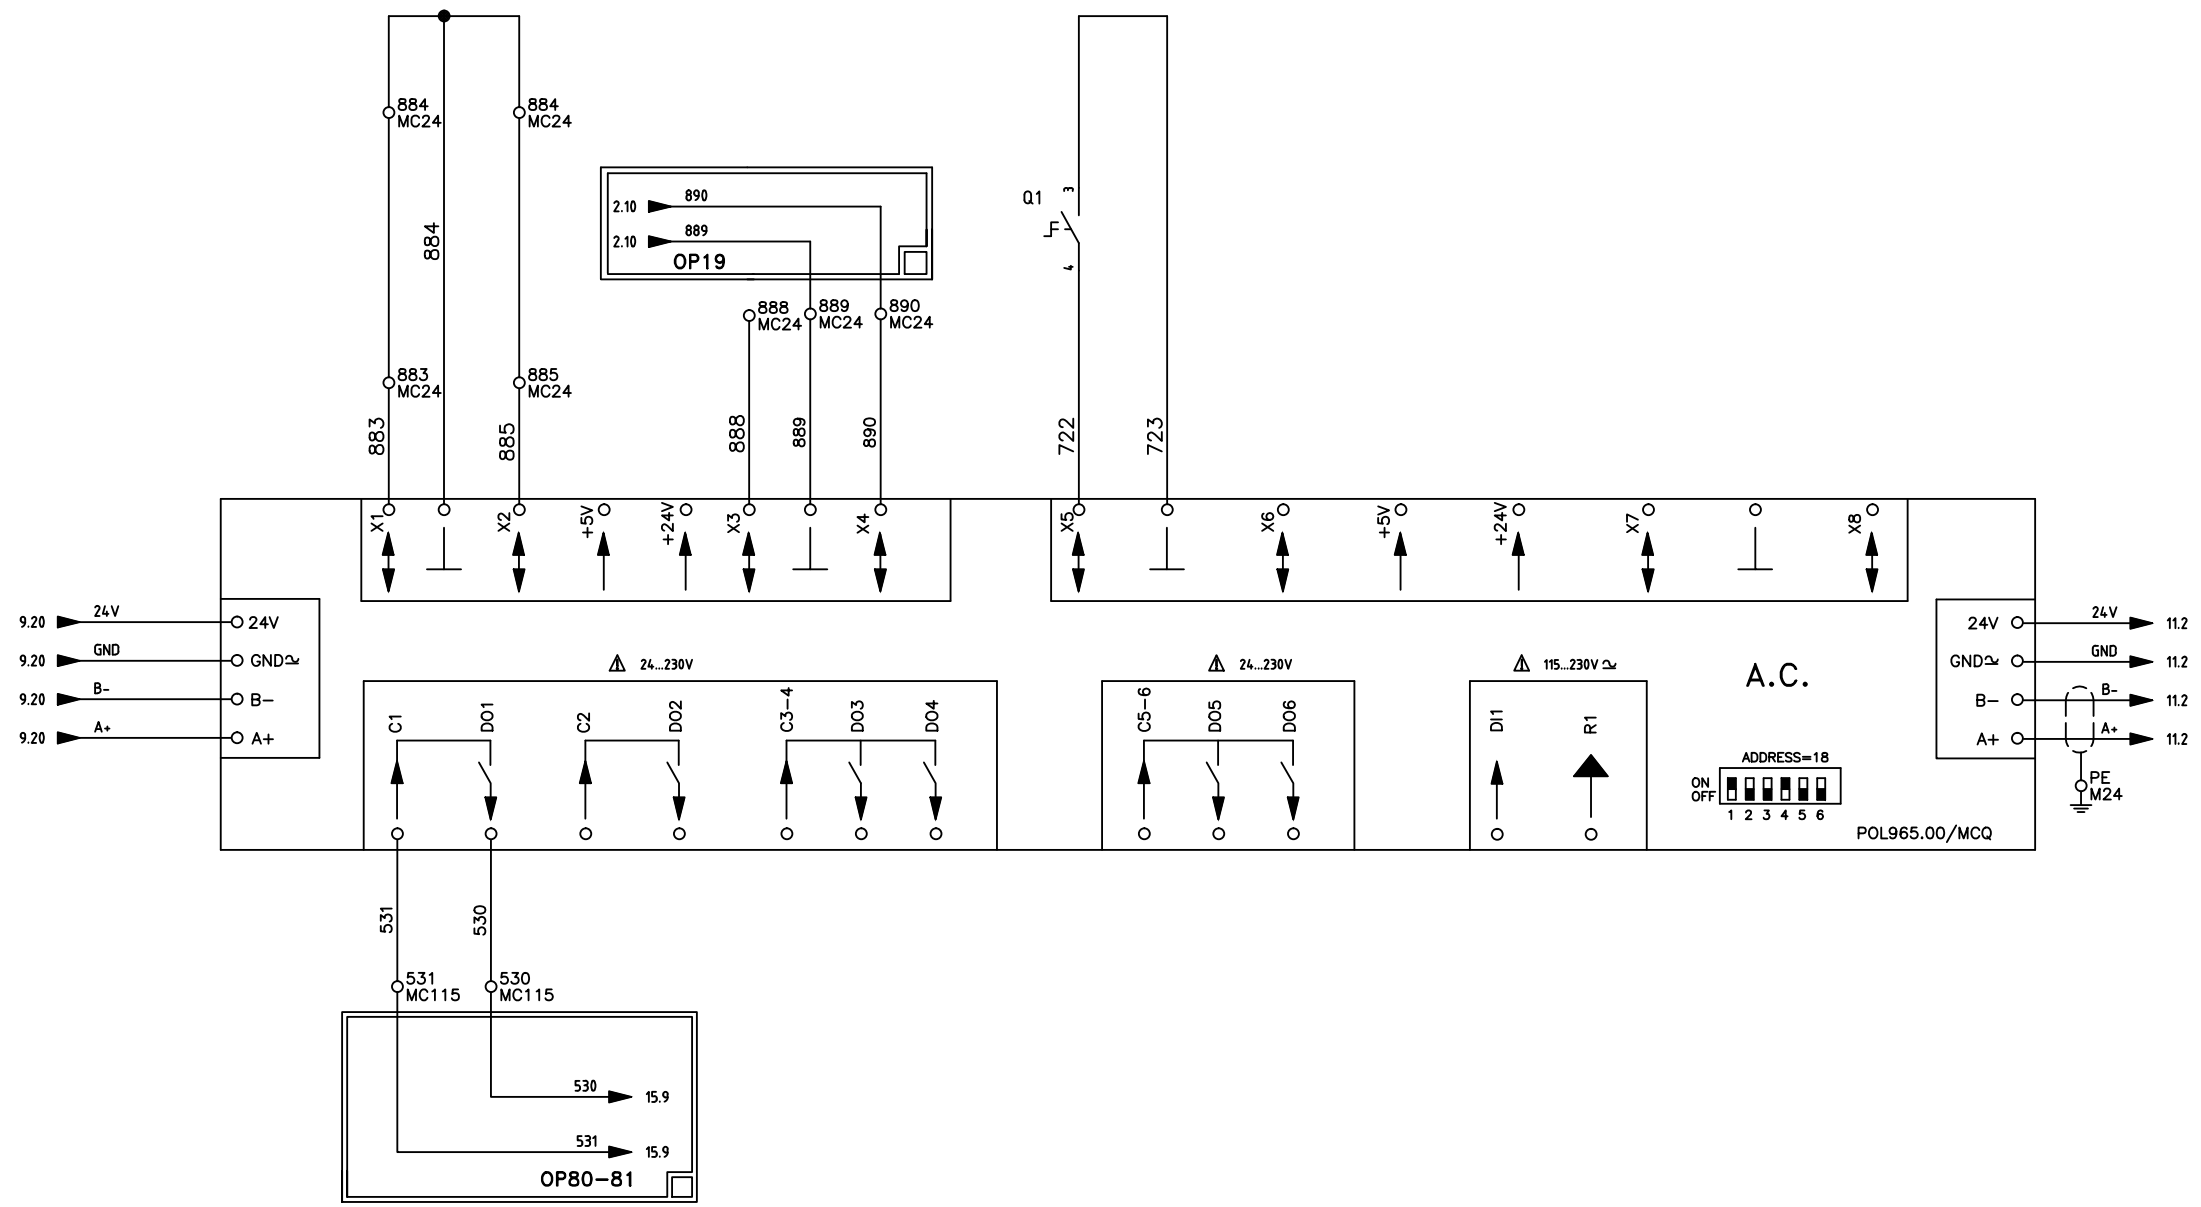 884
MC24
884
MC24
884
2.10 890
2.10 889
OP19
888
MC24
889
MC24
890
MC24
883
MC24
885
MC24
883
885
888
889
890
Q1
3
4
722
723
X1
X2
+5V
+24V
X3
X4
X5
X6
+5V
+24V
X7
X8
9.20 24V 24V
9.20 GND GND
9.20 B- B-
9.20 A+ A+
24V 24V 11.2
GND GND 11.2
B- B- 11.2
A+ A+ 11.2
PE
M24
24...230V
24...230V
115...230V
A.C.
C1
DO1
C2
DO2
C3-4
DO3
DO4
C5-6
DO5
DO6
DI1
R1
ADDRESS=18
ON
OFF
1 2 3 4 5 6
POL965.00/MCQ
531
530
531
MC115
530
MC115
530 15.9
531 15.9
OP80-81